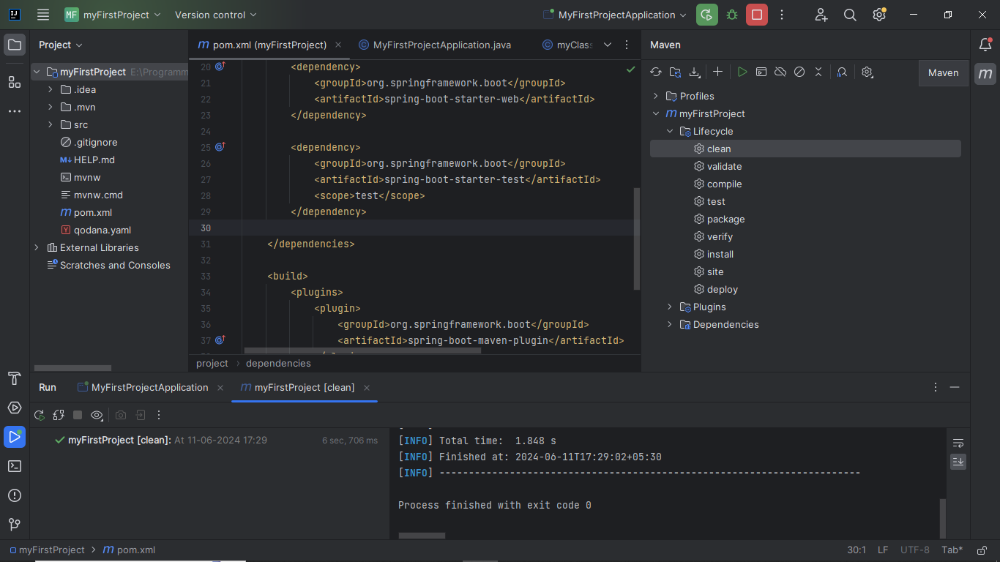 MF myFirstProject Version control MyFirstProjectApplication
Project
myFirstProject E:\Programm
.idea
.mvn
src
.gitignore
M↓ HELP.md
mvnw
mvnw.cmd
m pom.xml
Y qodana.yaml
External Libraries
Scratches and Consoles
m pom.xml (myFirstProject) MyFirstProjectApplication.java myClass
20 <dependency>
21 <groupId>org.springframework.boot</groupId>
22 <artifactId>spring-boot-starter-web</artifactId>
23 </dependency>
24
25 <dependency>
26 <groupId>org.springframework.boot</groupId>
27 <artifactId>spring-boot-starter-test</artifactId>
28 <scope>test</scope>
29 </dependency>
30
31 </dependencies>
32
33 <build>
34 <plugins>
35 <plugin>
36 <groupId>org.springframework.boot</groupId>
37 <artifactId>spring-boot-maven-plugin</artifactId>
project > dependencies
Maven
Maven
Profiles
m myFirstProject
Lifecycle
clean
validate
compile
test
package
verify
install
site
deploy
Plugins
Dependencies
Run MyFirstProjectApplication m myFirstProject [clean]
myFirstProject [clean]: At 11-06-2024 17:29 6 sec, 706 ms
[INFO] Total time:  1.848 s
[INFO] Finished at: 2024-06-11T17:29:02+05:30
[INFO] ------------------------------------------------------------------------
Process finished with exit code 0
myFirstProject > m pom.xml 30:1 LF UTF-8 Tab*